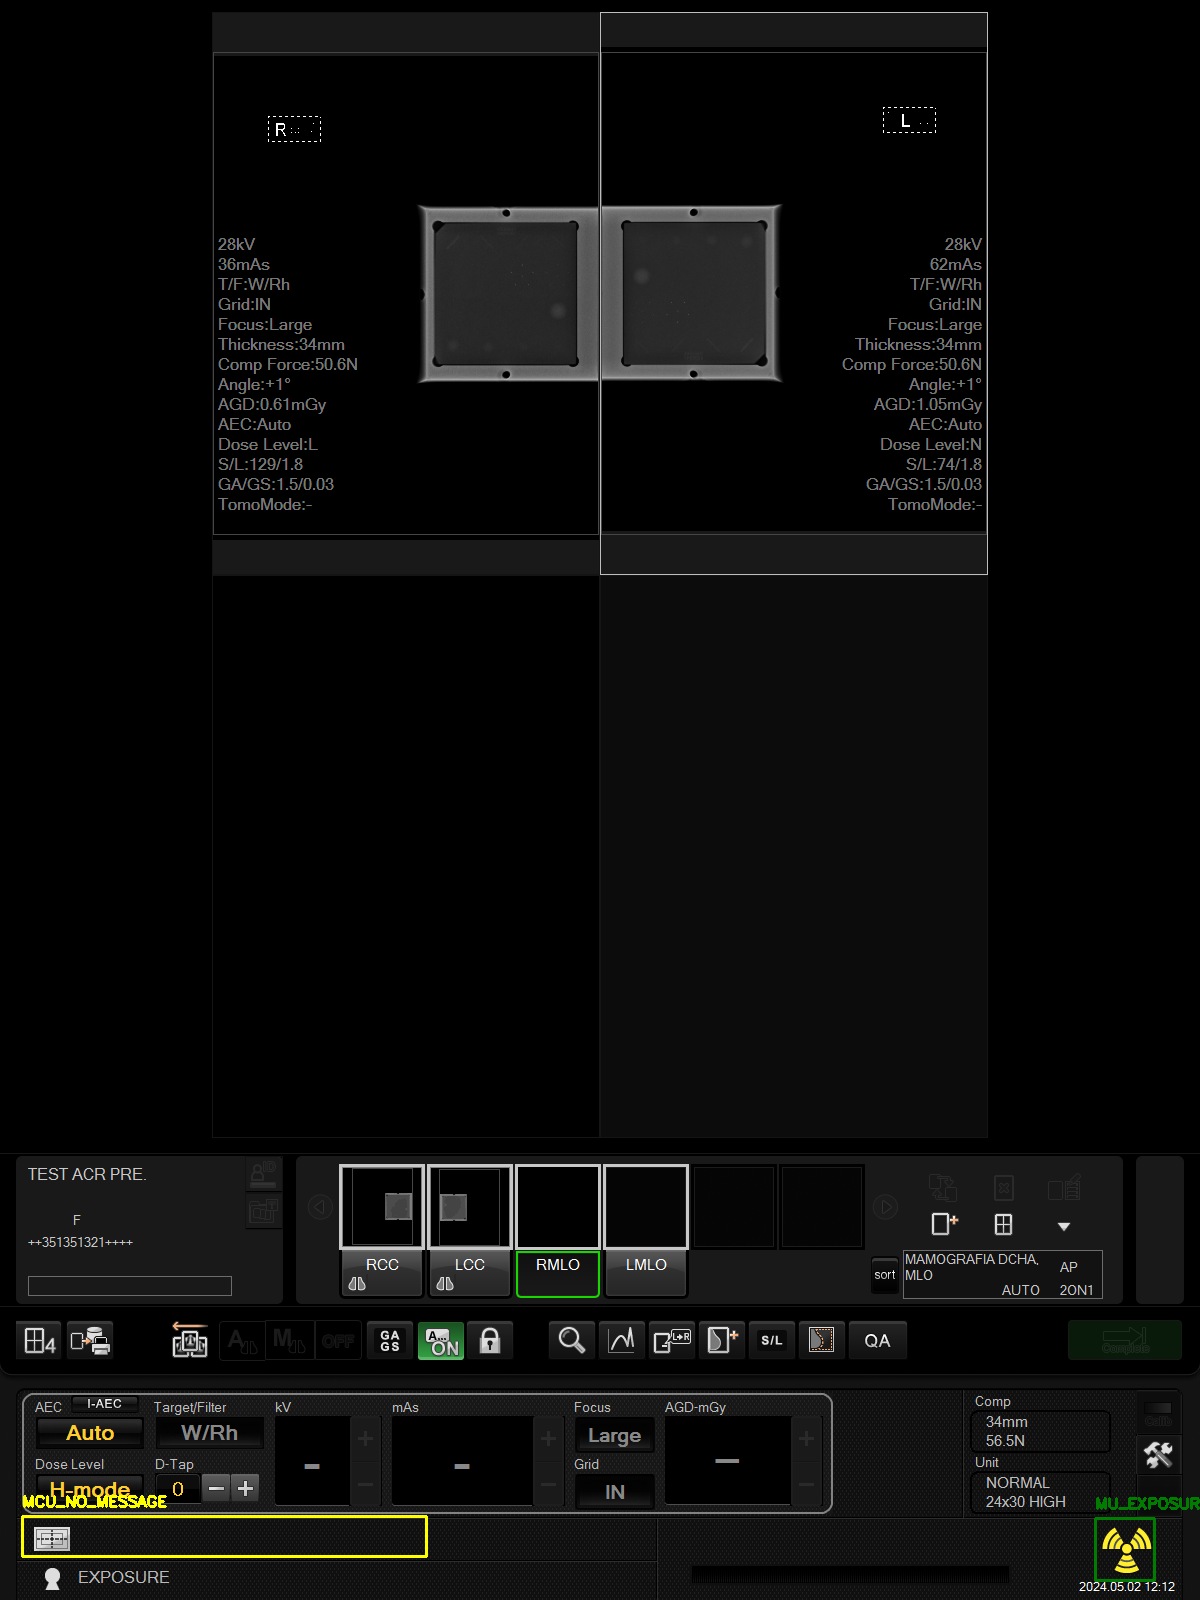 R
L
28kV
36mAs
T/F:W/Rh
Grid:IN
Focus:Large
Thickness:34mm
Comp Force:50.6N
Angle:+1°
AGD:0.61mGy
AEC:Auto
Dose Level:L
S/L:129/1.8
GA/GS:1.5/0.03
TomoMode:-
28kV
62mAs
T/F:W/Rh
Grid:IN
Focus:Large
Thickness:34mm
Comp Force:50.6N
Angle:+1°
AGD:1.05mGy
AEC:Auto
Dose Level:N
S/L:74/1.8
GA/GS:1.5/0.03
TomoMode:-
TEST ACR PRE.
F
++351351321++++
ID
RCC
LCC
RMLO
LMLO
sort
MAMOGRAFIA DCHA,
MLO
AP
AUTO
2ON1
4
A
M
OFF
GA
GS
A...
ON
L→R
S/L
QA
Complete
AEC
I-AEC
Auto
Dose Level
H-mode
Target/Filter
W/Rh
D-Tap
0
kV
mAs
Focus
Large
Grid
IN
AGD-mGy
Comp
34mm
56.5N
Unit
NORMAL
24x30 HIGH
MCU_NO_MESSAGE
MU_EXPOSUR
EXPOSURE
2024.05.02 12:12